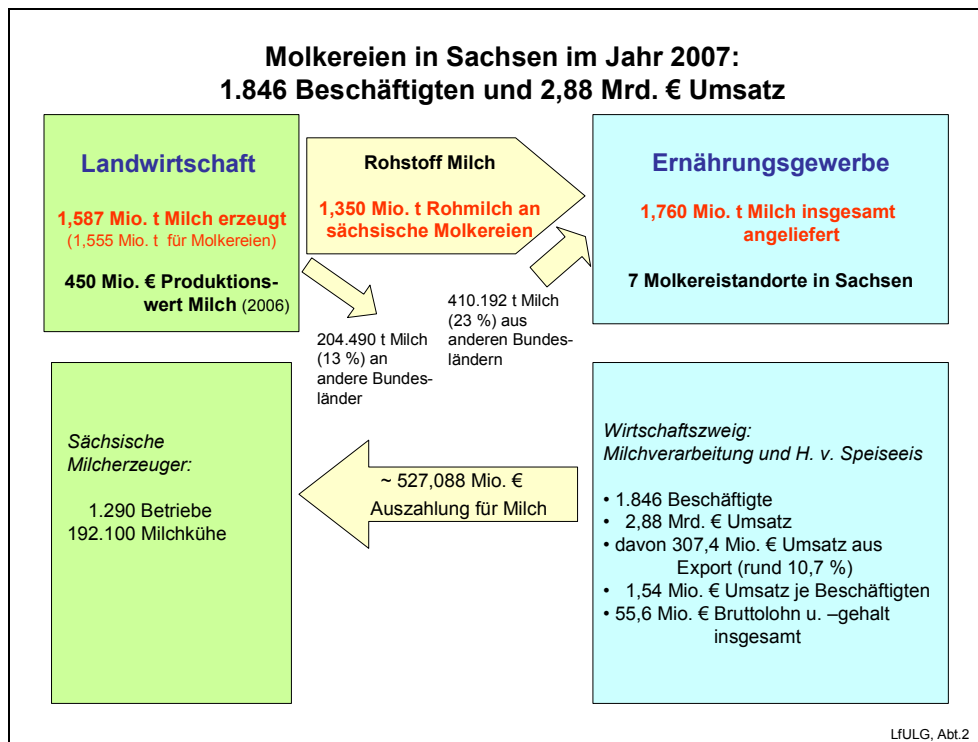 Molkereien in Sachsen im Jahr 2007:
1.846 Beschäftigten und 2,88 Mrd. € Umsatz
Landwirtschaft
1,587 Mio. t Milch erzeugt
(1,555 Mio. t für Molkereien)
450 Mio. € Produktions-
wert Milch (2006)
Rohstoff Milch
1,350 Mio. t Rohmilch an
sächsische Molkereien
Ernährungsgewerbe
1,760 Mio. t Milch insgesamt
angeliefert
7 Molkereistandorte in Sachsen
204.490 t Milch
(13 %) an
andere Bundes-
länder
410.192 t Milch
(23 %) aus
anderen Bundes-
ländern
Sächsische
Milcherzeuger:
1.290 Betriebe
192.100 Milchkühe
~ 527,088 Mio. €
Auszahlung für Milch
Wirtschaftszweig:
Milchverarbeitung und H. v. Speiseeis
• 1.846 Beschäftigte
• 2,88 Mrd. € Umsatz
• davon 307,4 Mio. € Umsatz aus
Export (rund 10,7 %)
• 1,54 Mio. € Umsatz je Beschäftigten
• 55,6 Mio. € Bruttolohn u. –gehalt
insgesamt
LfULG, Abt.2